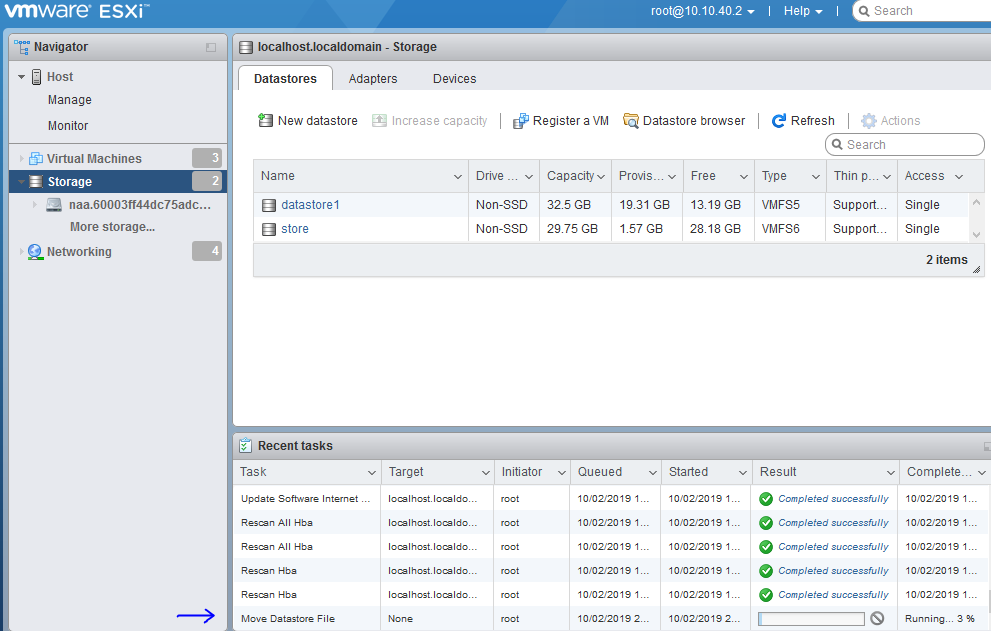 vmware® ESXi™
root@10.10.40.2 | Help | Search
Navigator
Host
Manage
Monitor
Virtual Machines 3
Storage 2
naa.60003ff44dc75adc...
More storage...
Networking 4
localhost.localdomain - Storage
Datastores Adapters Devices
New datastore Increase capacity Register a VM Datastore browser Refresh Actions
Search
Name Drive ... Capacity Provis... Free Type Thin p... Access
datastore1 Non-SSD 32.5 GB 19.31 GB 13.19 GB VMFS5 Support... Single
store Non-SSD 29.75 GB 1.57 GB 28.18 GB VMFS6 Support... Single
2 items
Recent tasks
Task Target Initiator Queued Started Result Complete...
Update Software Internet ... localhost.localdo... root 10/02/2019 1... 10/02/2019 1... Completed successfully 10/02/2019 1...
Rescan All Hba localhost.localdo... root 10/02/2019 1... 10/02/2019 1... Completed successfully 10/02/2019 1...
Rescan All Hba localhost.localdo... root 10/02/2019 1... 10/02/2019 1... Completed successfully 10/02/2019 1...
Rescan Hba localhost.localdo... root 10/02/2019 1... 10/02/2019 1... Completed successfully 10/02/2019 1...
Rescan Hba localhost.localdo... root 10/02/2019 1... 10/02/2019 1... Completed successfully 10/02/2019 1...
Move Datastore File None root 10/02/2019 2... 10/02/2019 2... Running... 3 %